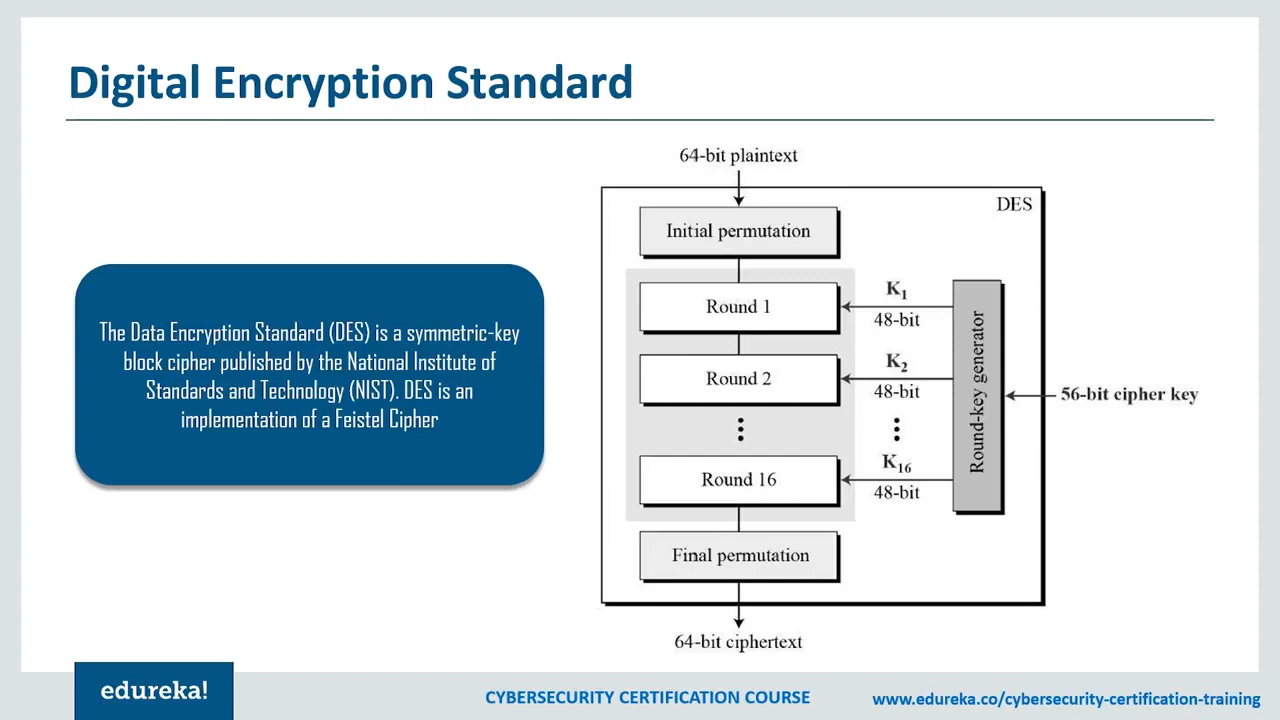 Digital Encryption Standard
The Data Encryption Standard (DES) is a symmetric-key
block cipher published by the National Institute of
Standards and Technology (NIST). DES is an
implementation of a Feistel Cipher
64-bit plaintext
DES
Initial permutation
Round 1
K1
48-bit
Round 2
K2
48-bit
Round 16
K16
48-bit
Round-key generator
56-bit cipher key
Final permutation
64-bit ciphertext
edureka!
CYBERSECURITY CERTIFICATION COURSE
www.edureka.co/cybersecurity-certification-training